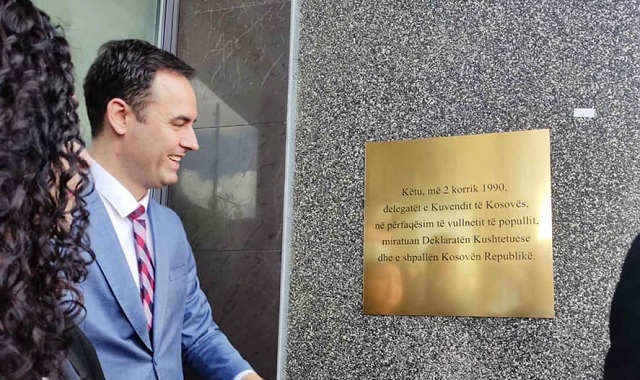 Këtu, më 2 korrik 1990,
delegatët e Kuvendit të Kosovës,
në përfaqësim të vullnetit të popullit,
miratuan Deklaratën Kushtetuese
dhe e shpallën Kosovën Republikë.